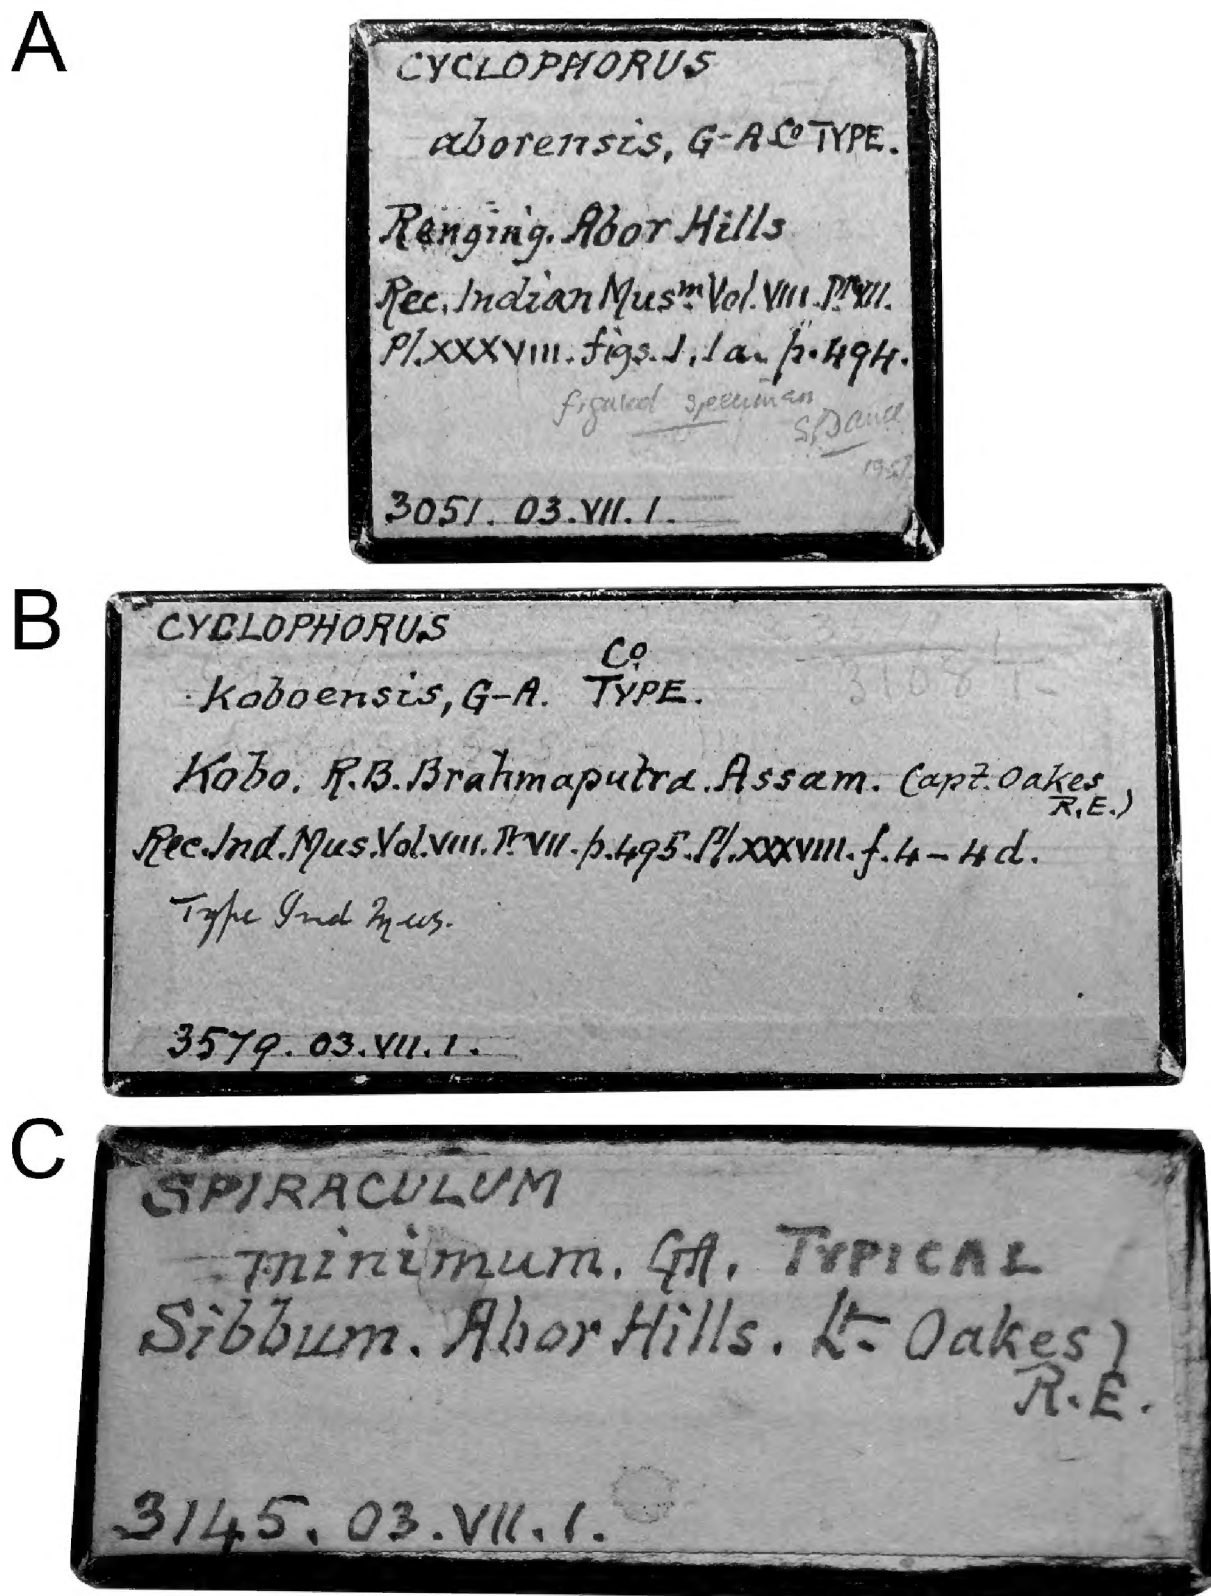 A
CYCLOPHORUS
aborensis, G-A Co TYPE.
Renging. Abor Hills
Rec. Indian Musm. Vol. VIII. Pt VII.
Pl. XXXVIII. figs. 1, 1a. p. 494.
figured specimen
S.P. Dance
3051. 03. VII. 1.
B
CYCLOPHORUS
Co
koboensis, G-A. TYPE.
Kobo. R.B. Brahmaputra. Assam. (Capt. Oakes
R.E.)
Rec. Ind. Mus. Vol. VIII. Pt VII. p. 495. Pl. XXXVIII. f. 4-4d.
Type Ind Mus.
3579. 03. VII. 1.
C
SPIRACULUM
minimum. GA. TYPICAL
Sibbum. Abor Hills. Lt- Oakes)
R.E.
3145. 03. VII. 1.